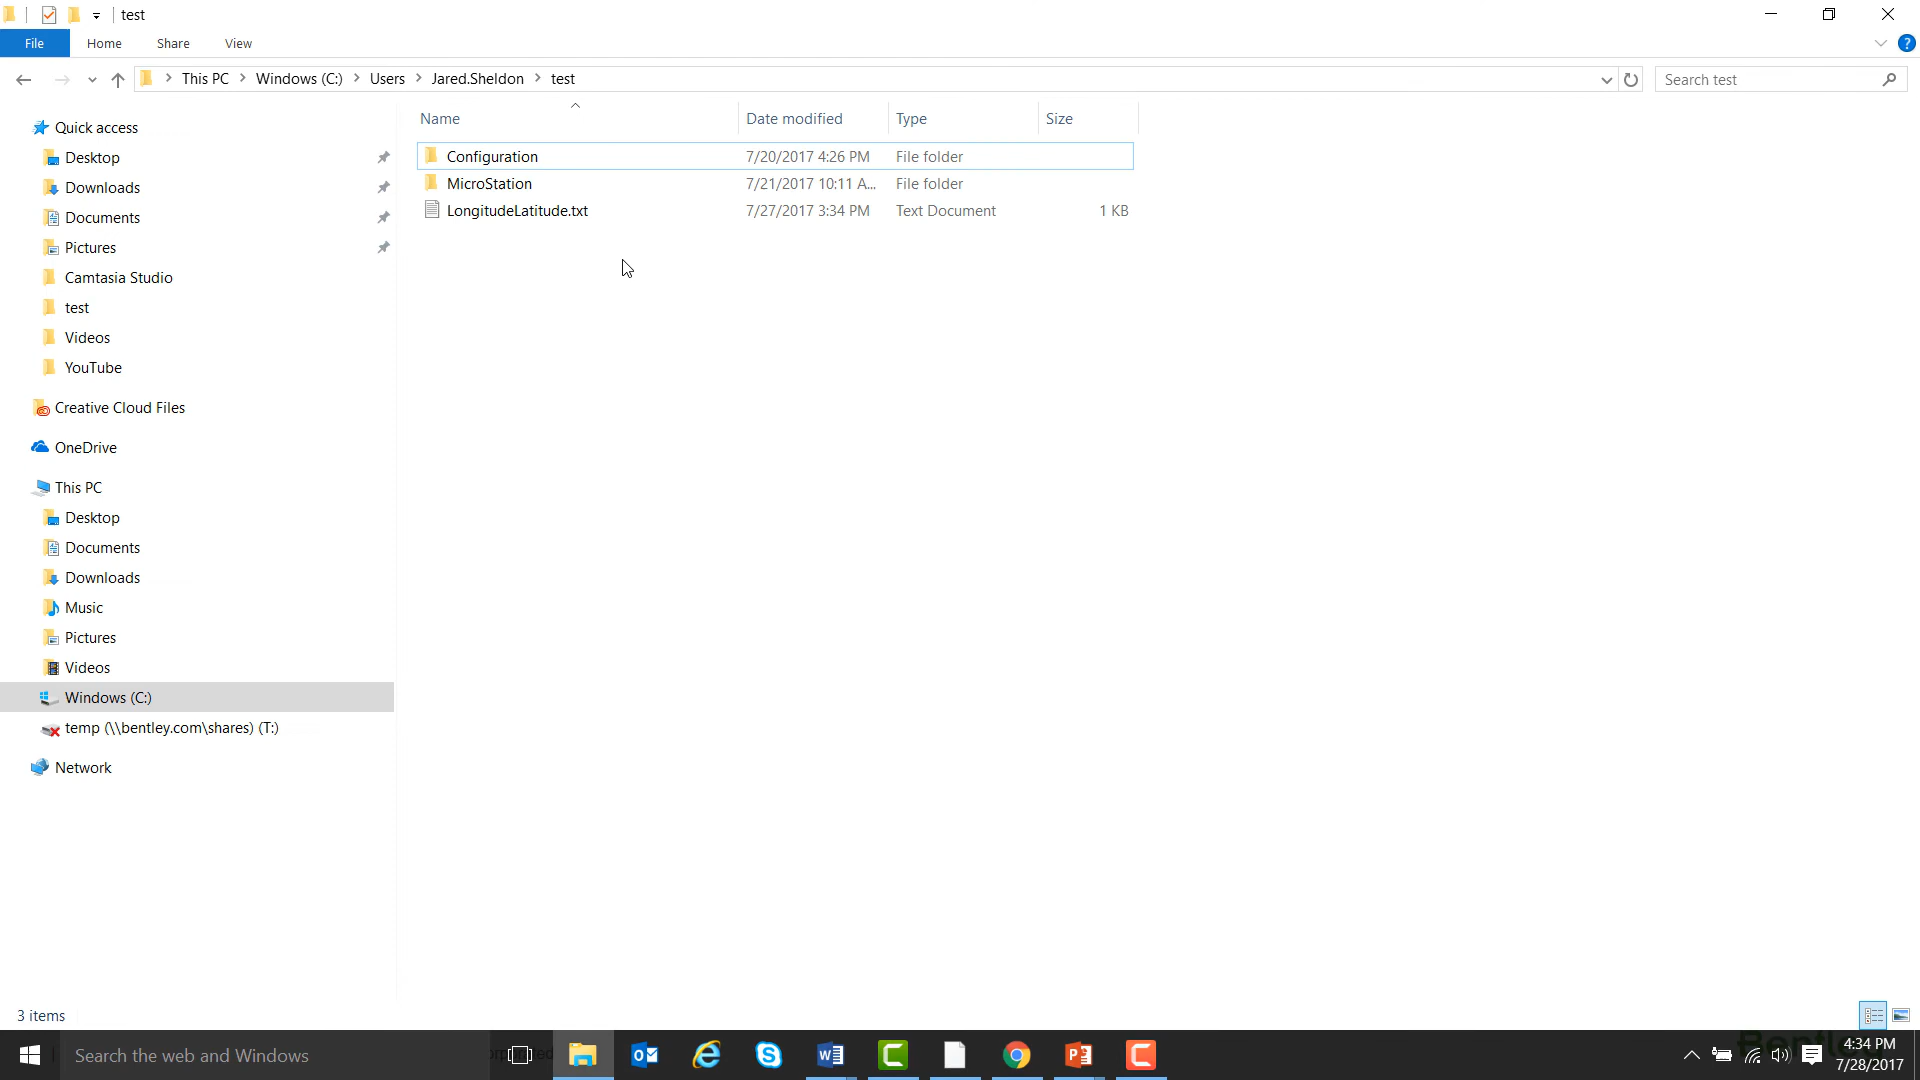 test
File Home Share View
This PC Windows (C:) Users Jared.Sheldon test
Search test
Name Date modified Type Size
Configuration 7/20/2017 4:26 PM File folder
MicroStation 7/21/2017 10:11 A... File folder
LongitudeLatitude.txt 7/27/2017 3:34 PM Text Document 1 KB
Quick access
Desktop
Downloads
Documents
Pictures
Camtasia Studio
test
Videos
YouTube
Creative Cloud Files
OneDrive
This PC
Desktop
Documents
Downloads
Music
Pictures
Videos
Windows (C:)
temp (\\bentley.com\shares) (T:)
Network
3 items
Search the web and Windows
4:34 PM
7/28/2017